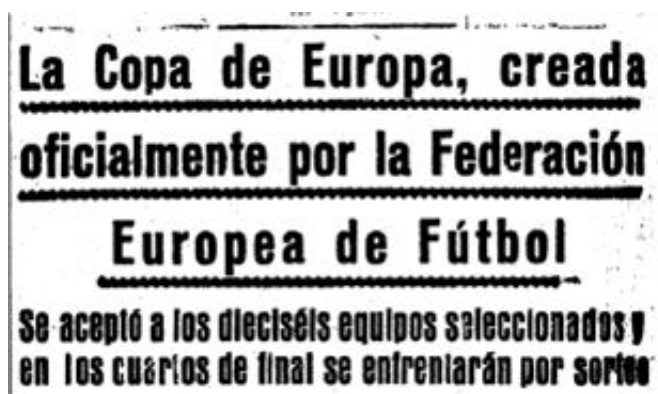 La Copa de Europa, creada
oficialmente por la Federación
Europea de Fútbol
Se aceptó a los dieciséis equipos seleccionados y
en los cuartos de final se enfrentarán por sorteo